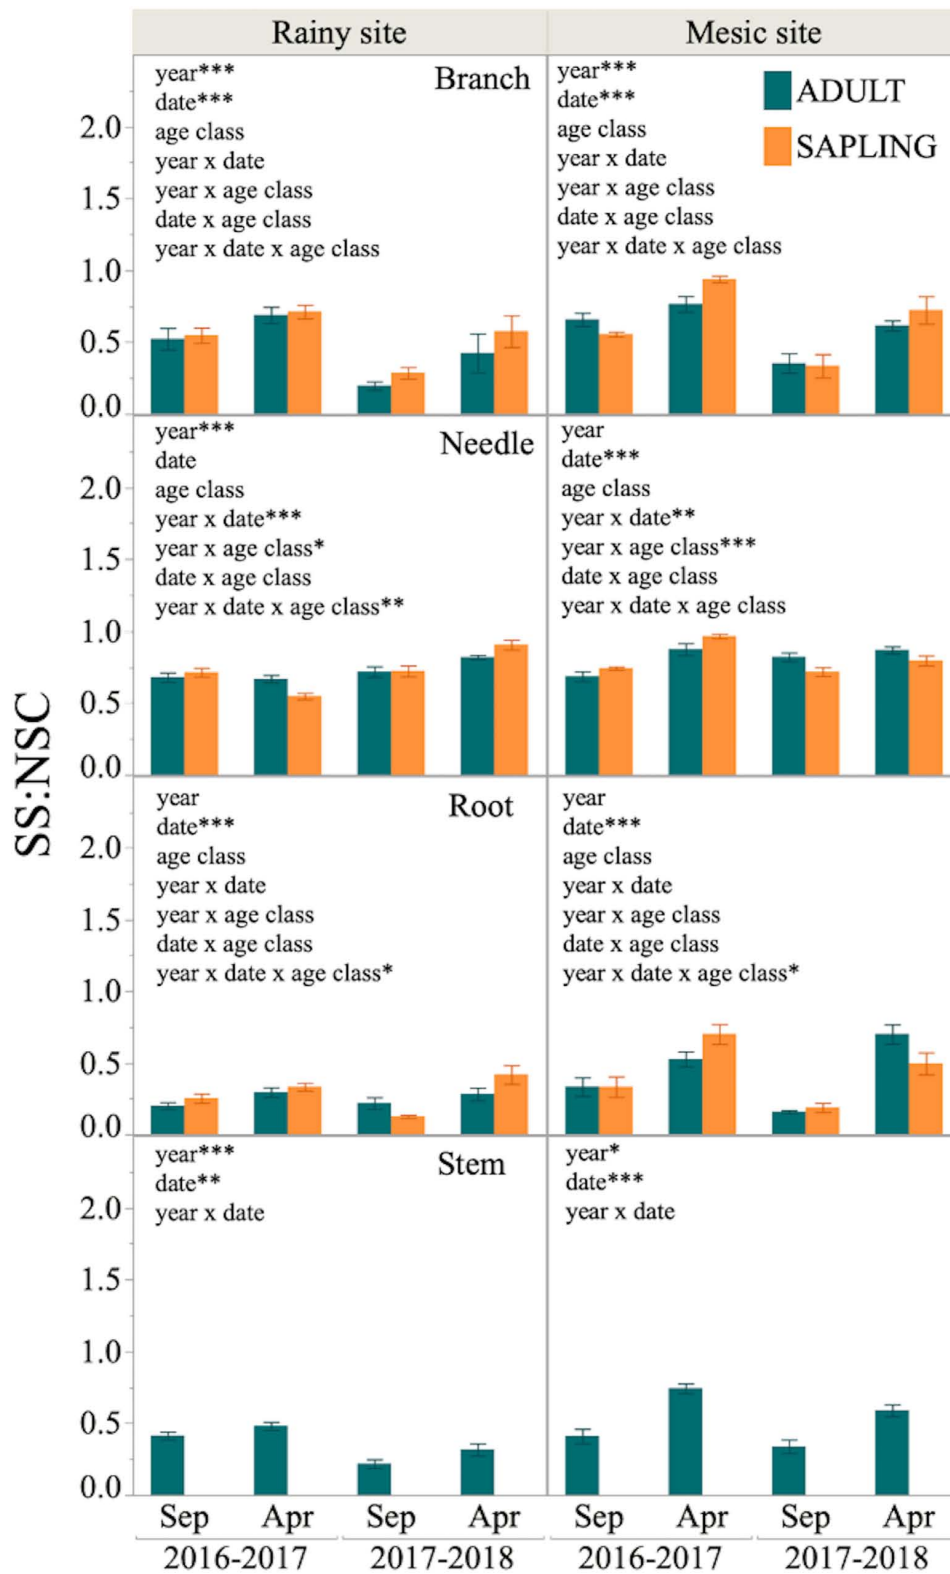 Rainy site
Mesic site
Branch
year***
date***
age class
year x date
year x age class
date x age class
year x date x age class
year***
date***
age class
year x date
year x age class
date x age class
year x date x age class
ADULT
SAPLING
2.0
1.5
1.0
0.5
0.0
Needle
year***
date
age class
year x date***
year x age class*
date x age class
year x date x age class**
year
date***
age class
year x date**
year x age class***
date x age class
year x date x age class
2.0
1.5
1.0
0.5
0.0
SS:NSC
Root
year
date***
age class
year x date
year x age class
date x age class
year x date x age class*
year
date***
age class
year x date
year x age class
date x age class
year x date x age class*
2.0
1.5
1.0
0.5
0.0
Stem
year***
date**
year x date
year*
date***
year x date
2.0
1.5
1.0
0.5
0.0
Sep Apr Sep Apr Sep Apr Sep Apr
2016-2017 2017-2018 2016-2017 2017-2018